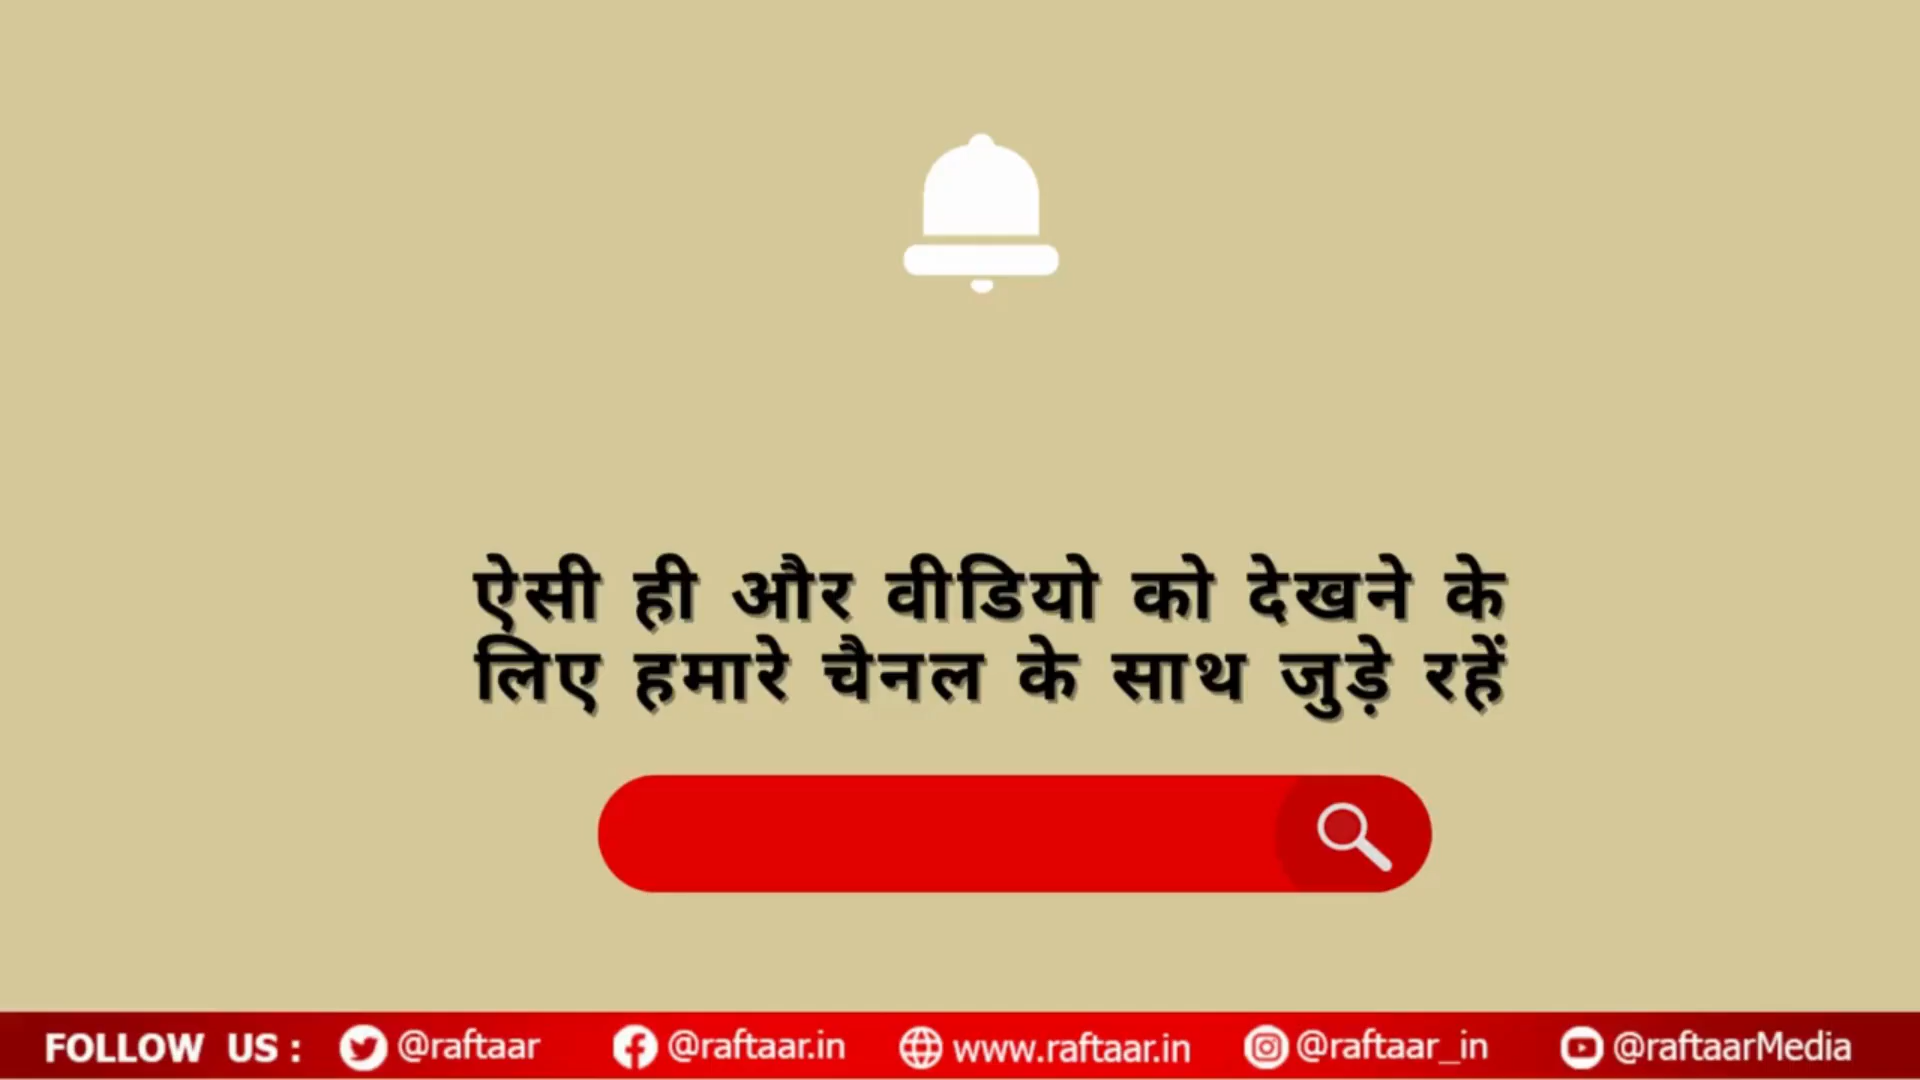 ऐसी ही और वीडियो को देखने के
लिए हमारे चैनल के साथ जुड़े रहें
FOLLOW US : @raftaar @raftaar.in www.raftaar.in @raftaar_in @raftaarMedia